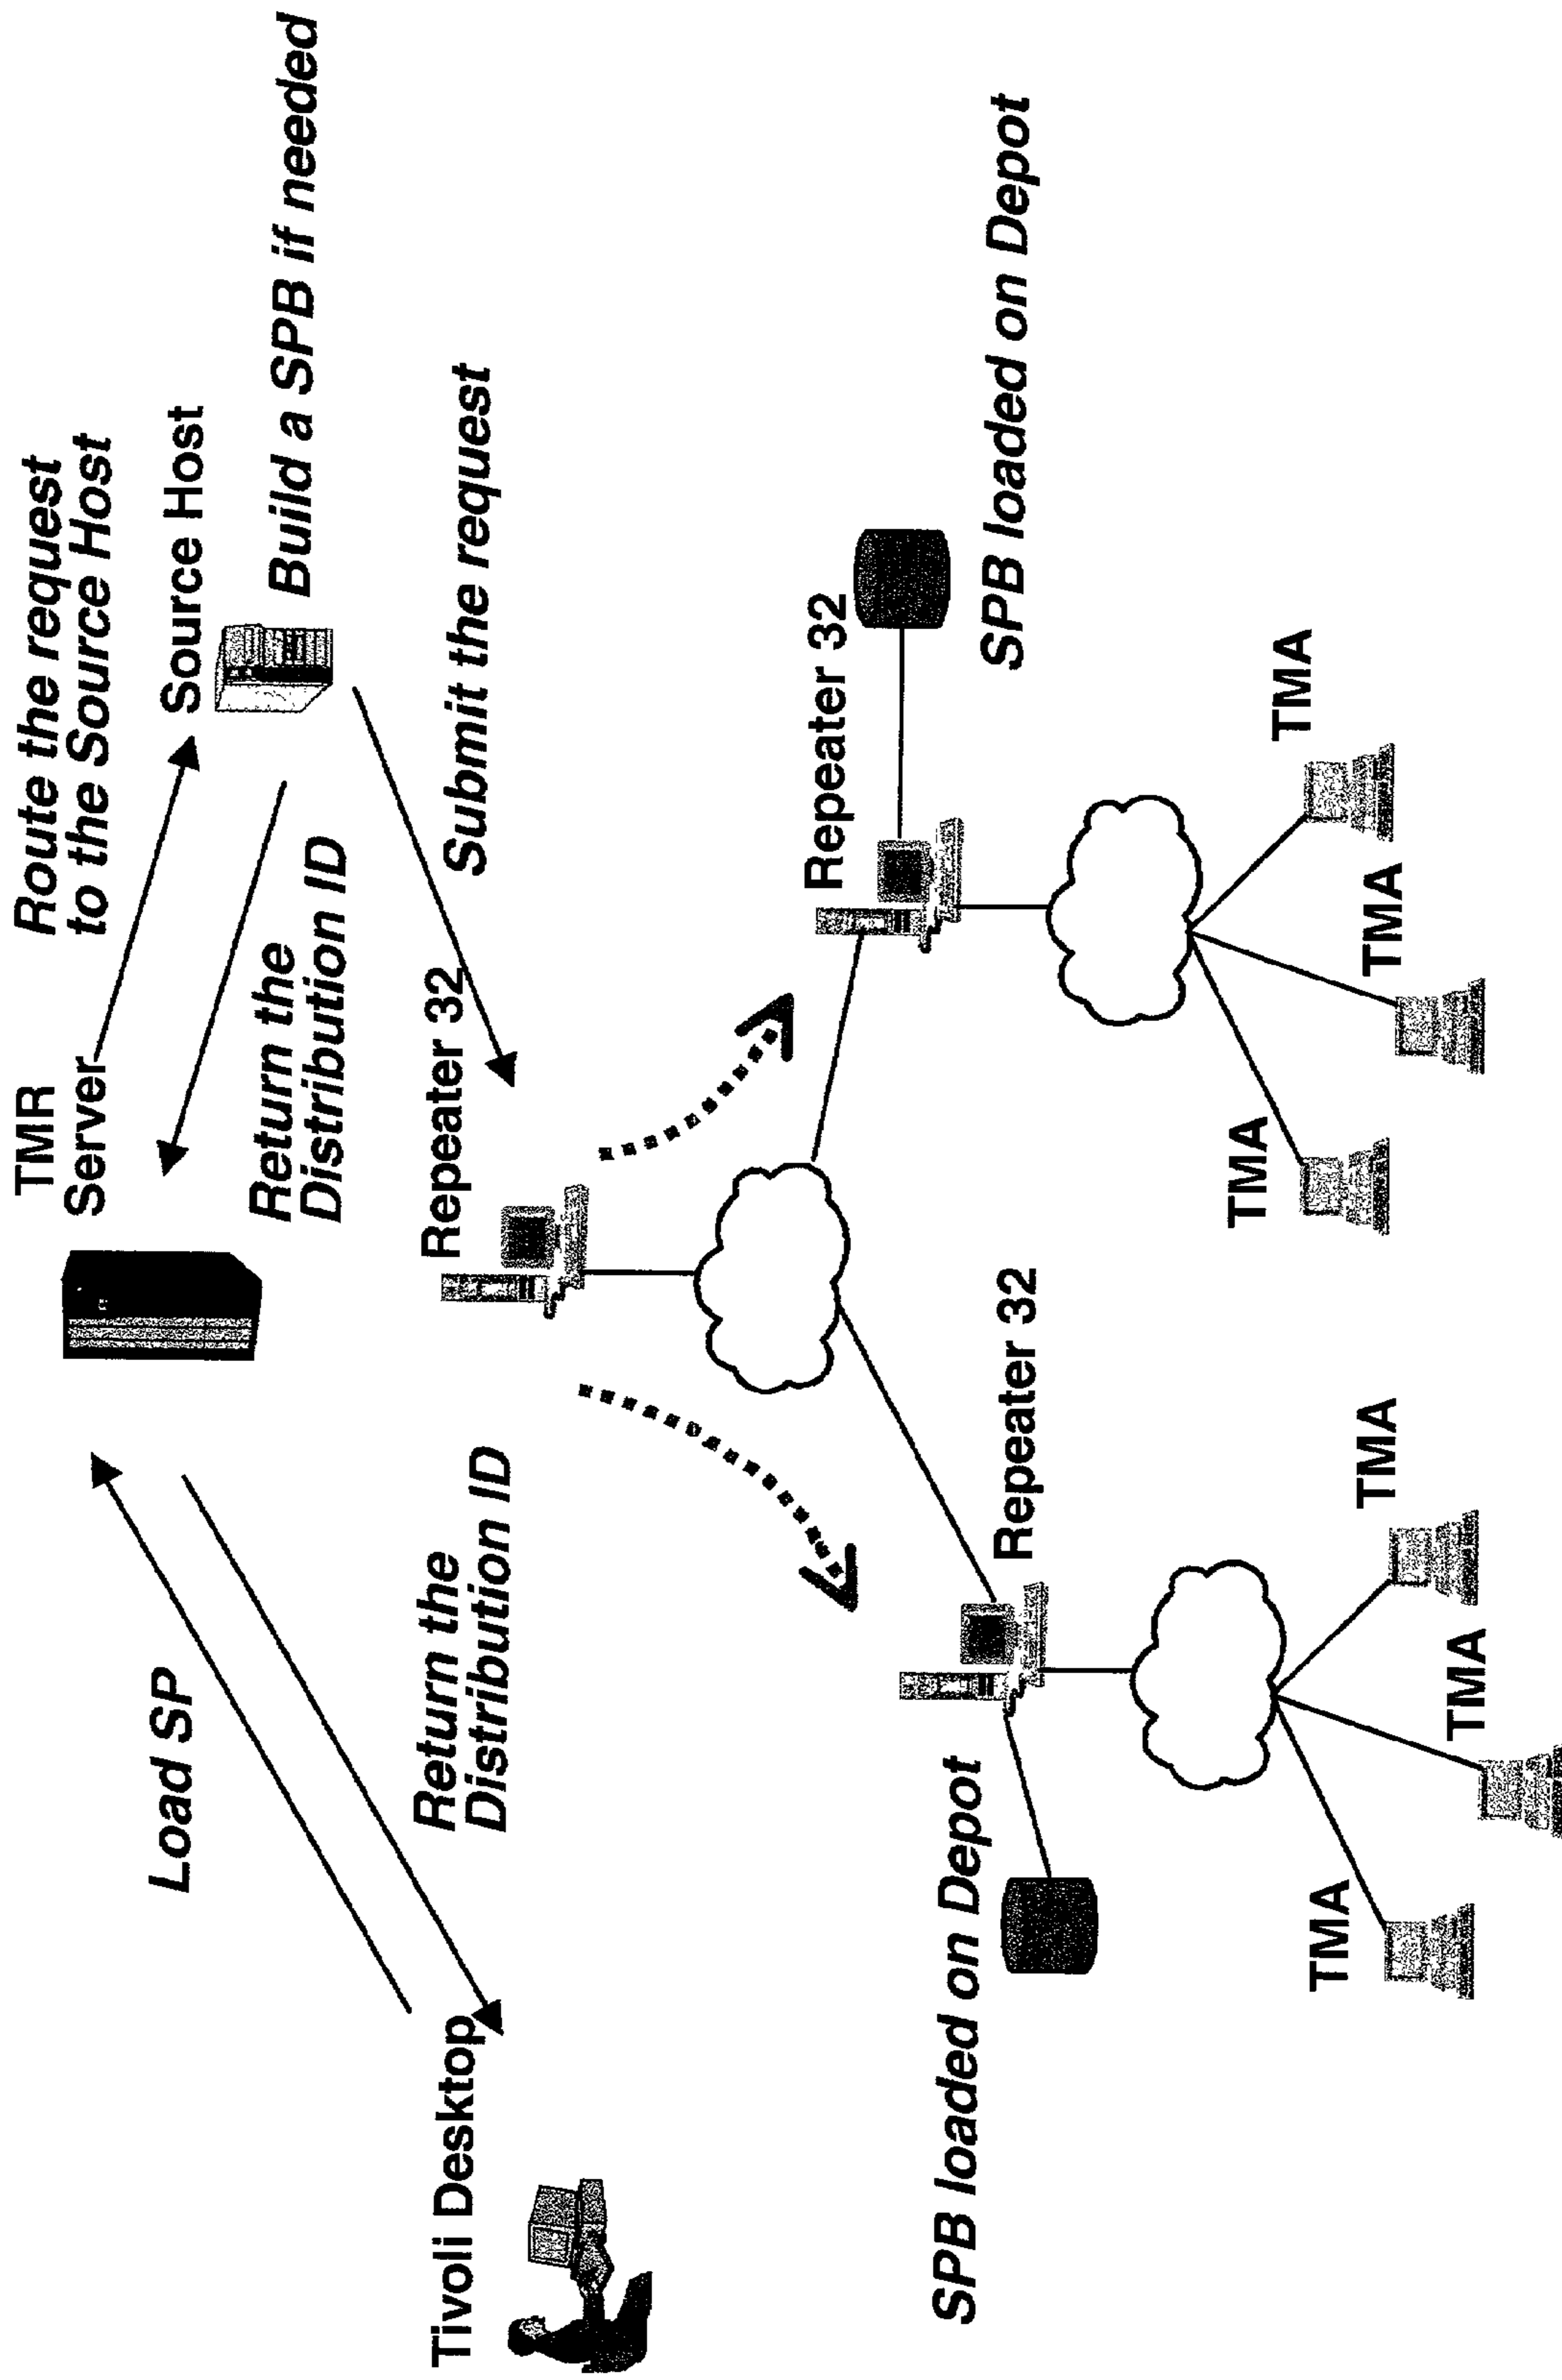 TMR
Server
Route the request
to the Source Host
Source Host
Load SP
Return the
Distribution ID
Build a SPB if needed
Tivoli Desktop
Return the
Distribution ID
Repeater 32
Submit the request
SPB loaded on Depot
Repeater 32
Repeater 32
SPB loaded on Depot
TMA
TMA
TMA
TMA
TMA
TMA